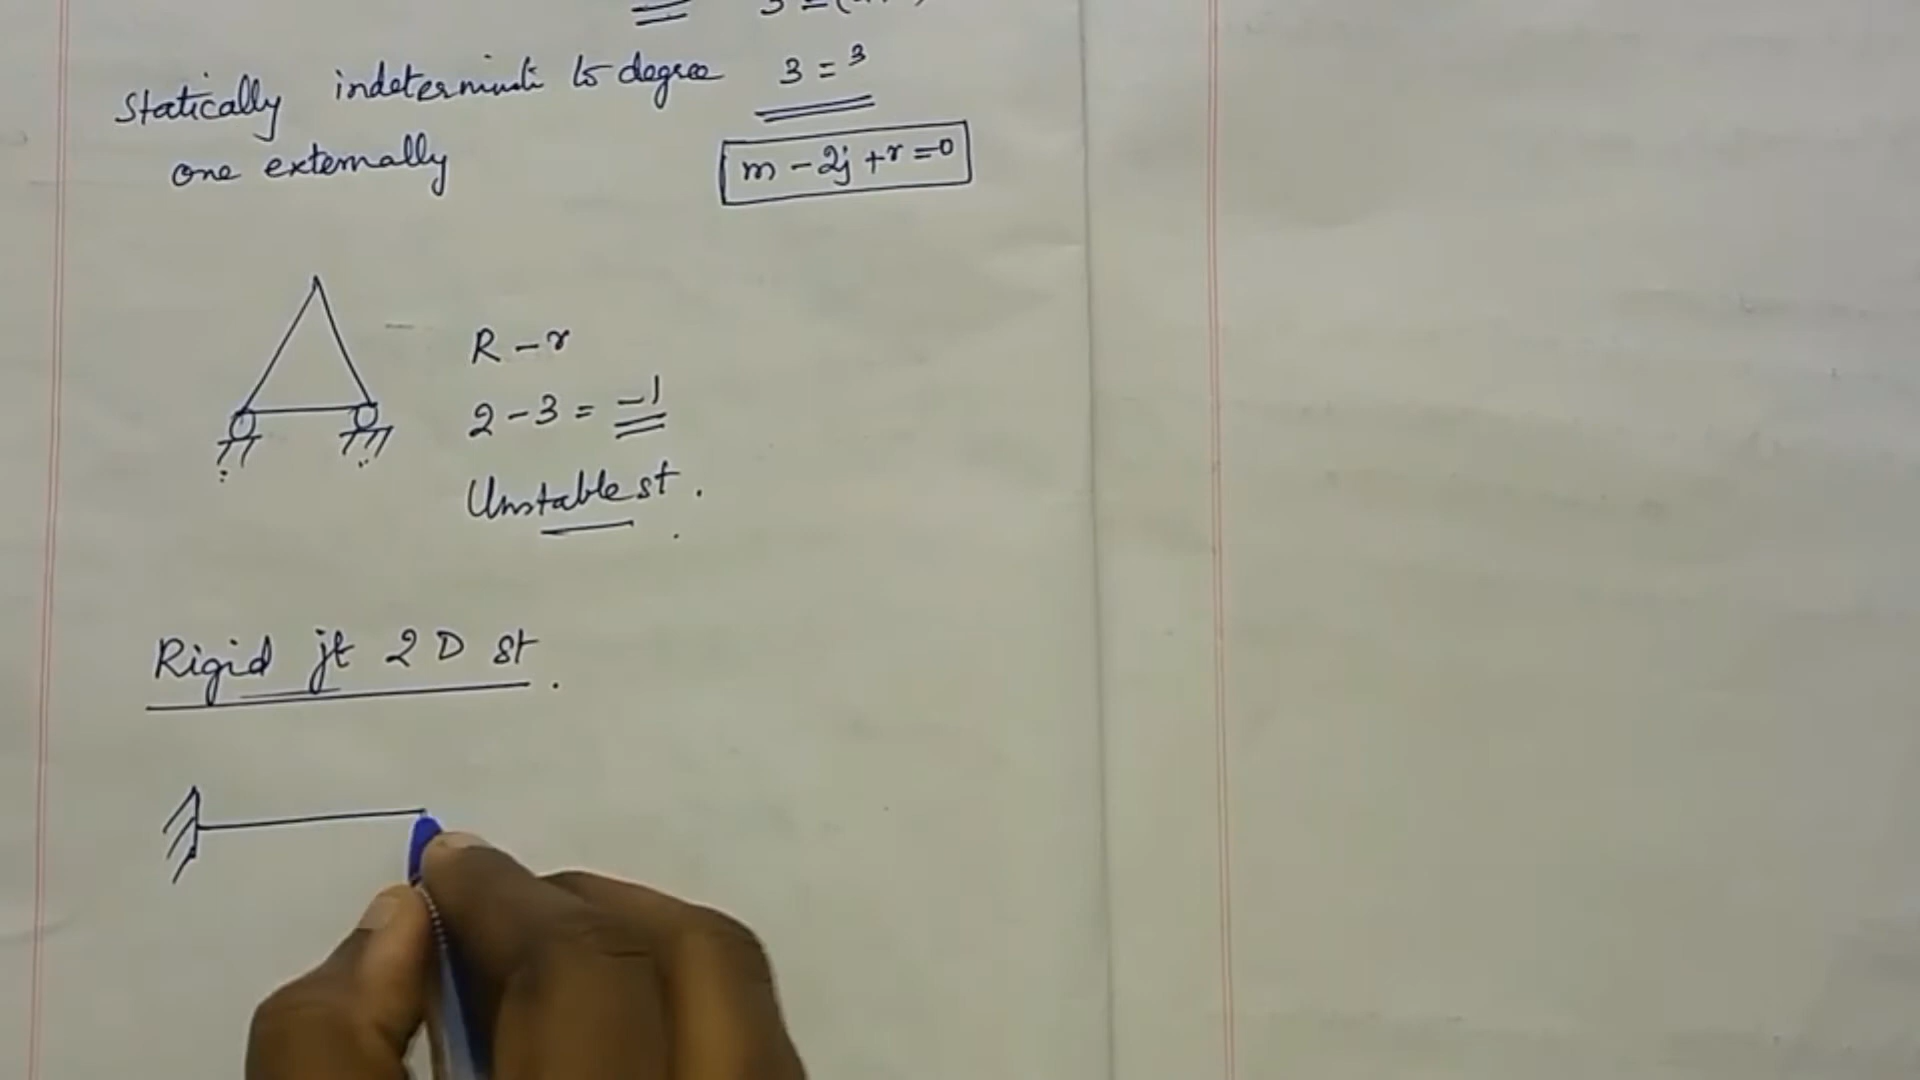 Statically indeterminate to degree
one externally
3 = 3
m - 2j + r = 0
R - r
2 - 3 = -1
Unstable st.
Rigid jt 2D st.